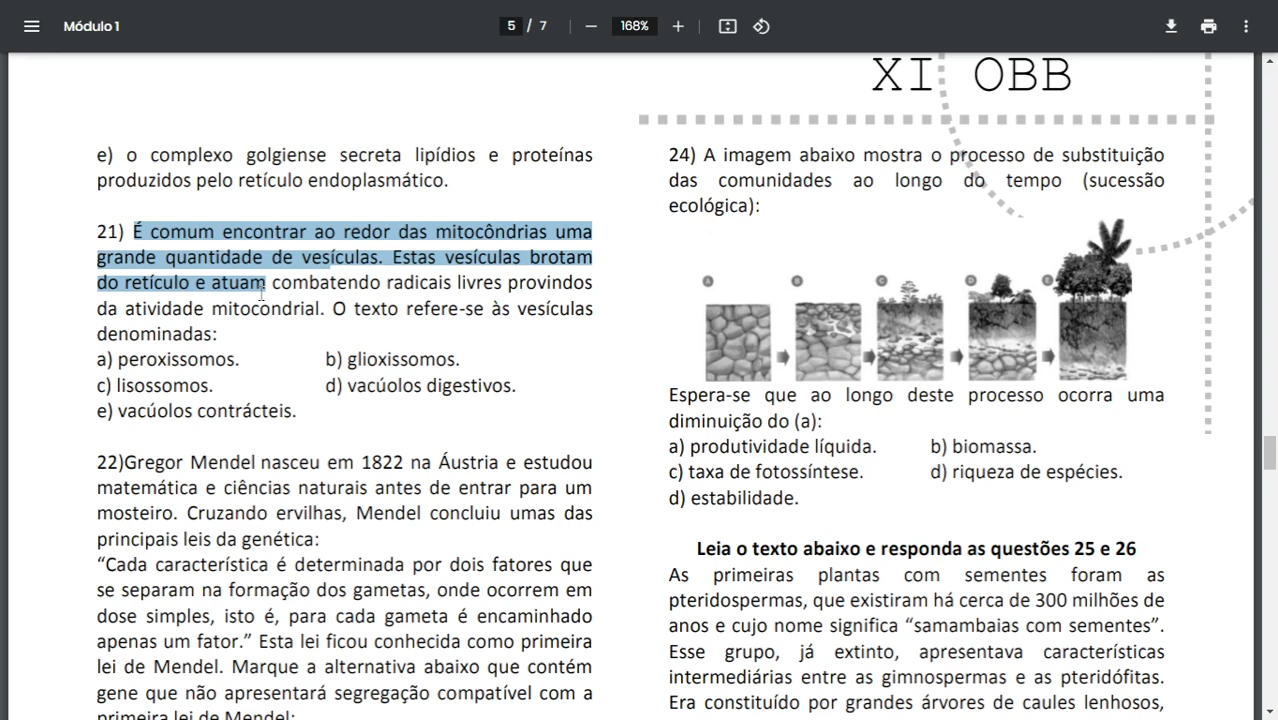 Módulo 1
5 / 7
168%
XI OBB
e) o complexo golgiense secreta lipídios e proteínas
produzidos pelo retículo endoplasmático.
21) É comum encontrar ao redor das mitocôndrias uma
grande quantidade de vesículas. Estas vesículas brotam
do retículo e atuam combatendo radicais livres provindos
da atividade mitocondrial. O texto refere-se às vesículas
denominadas:
a) peroxissomos. b) glioxissomos.
c) lisossomos. d) vacúolos digestivos.
e) vacúolos contrácteis.
22)Gregor Mendel nasceu em 1822 na Áustria e estudou
matemática e ciências naturais antes de entrar para um
mosteiro. Cruzando ervilhas, Mendel concluiu umas das
principais leis da genética:
“Cada característica é determinada por dois fatores que
se separam na formação dos gametas, onde ocorrem em
dose simples, isto é, para cada gameta é encaminhado
apenas um fator.” Esta lei ficou conhecida como primeira
lei de Mendel. Marque a alternativa abaixo que contém
gene que não apresentará segregação compatível com a
primeira lei de Mendel:
24) A imagem abaixo mostra o processo de substituição
das comunidades ao longo do tempo (sucessão
ecológica):
A B C D E
Espera-se que ao longo deste processo ocorra uma
diminuição do (a):
a) produtividade líquida. b) biomassa.
c) taxa de fotossíntese. d) riqueza de espécies.
d) estabilidade.
Leia o texto abaixo e responda as questões 25 e 26
As primeiras plantas com sementes foram as
pteridospermas, que existiram há cerca de 300 milhões de
anos e cujo nome significa “samambaias com sementes”.
Esse grupo, já extinto, apresentava características
intermediárias entre as gimnospermas e as pteridófitas.
Era constituído por grandes árvores de caules lenhosos,